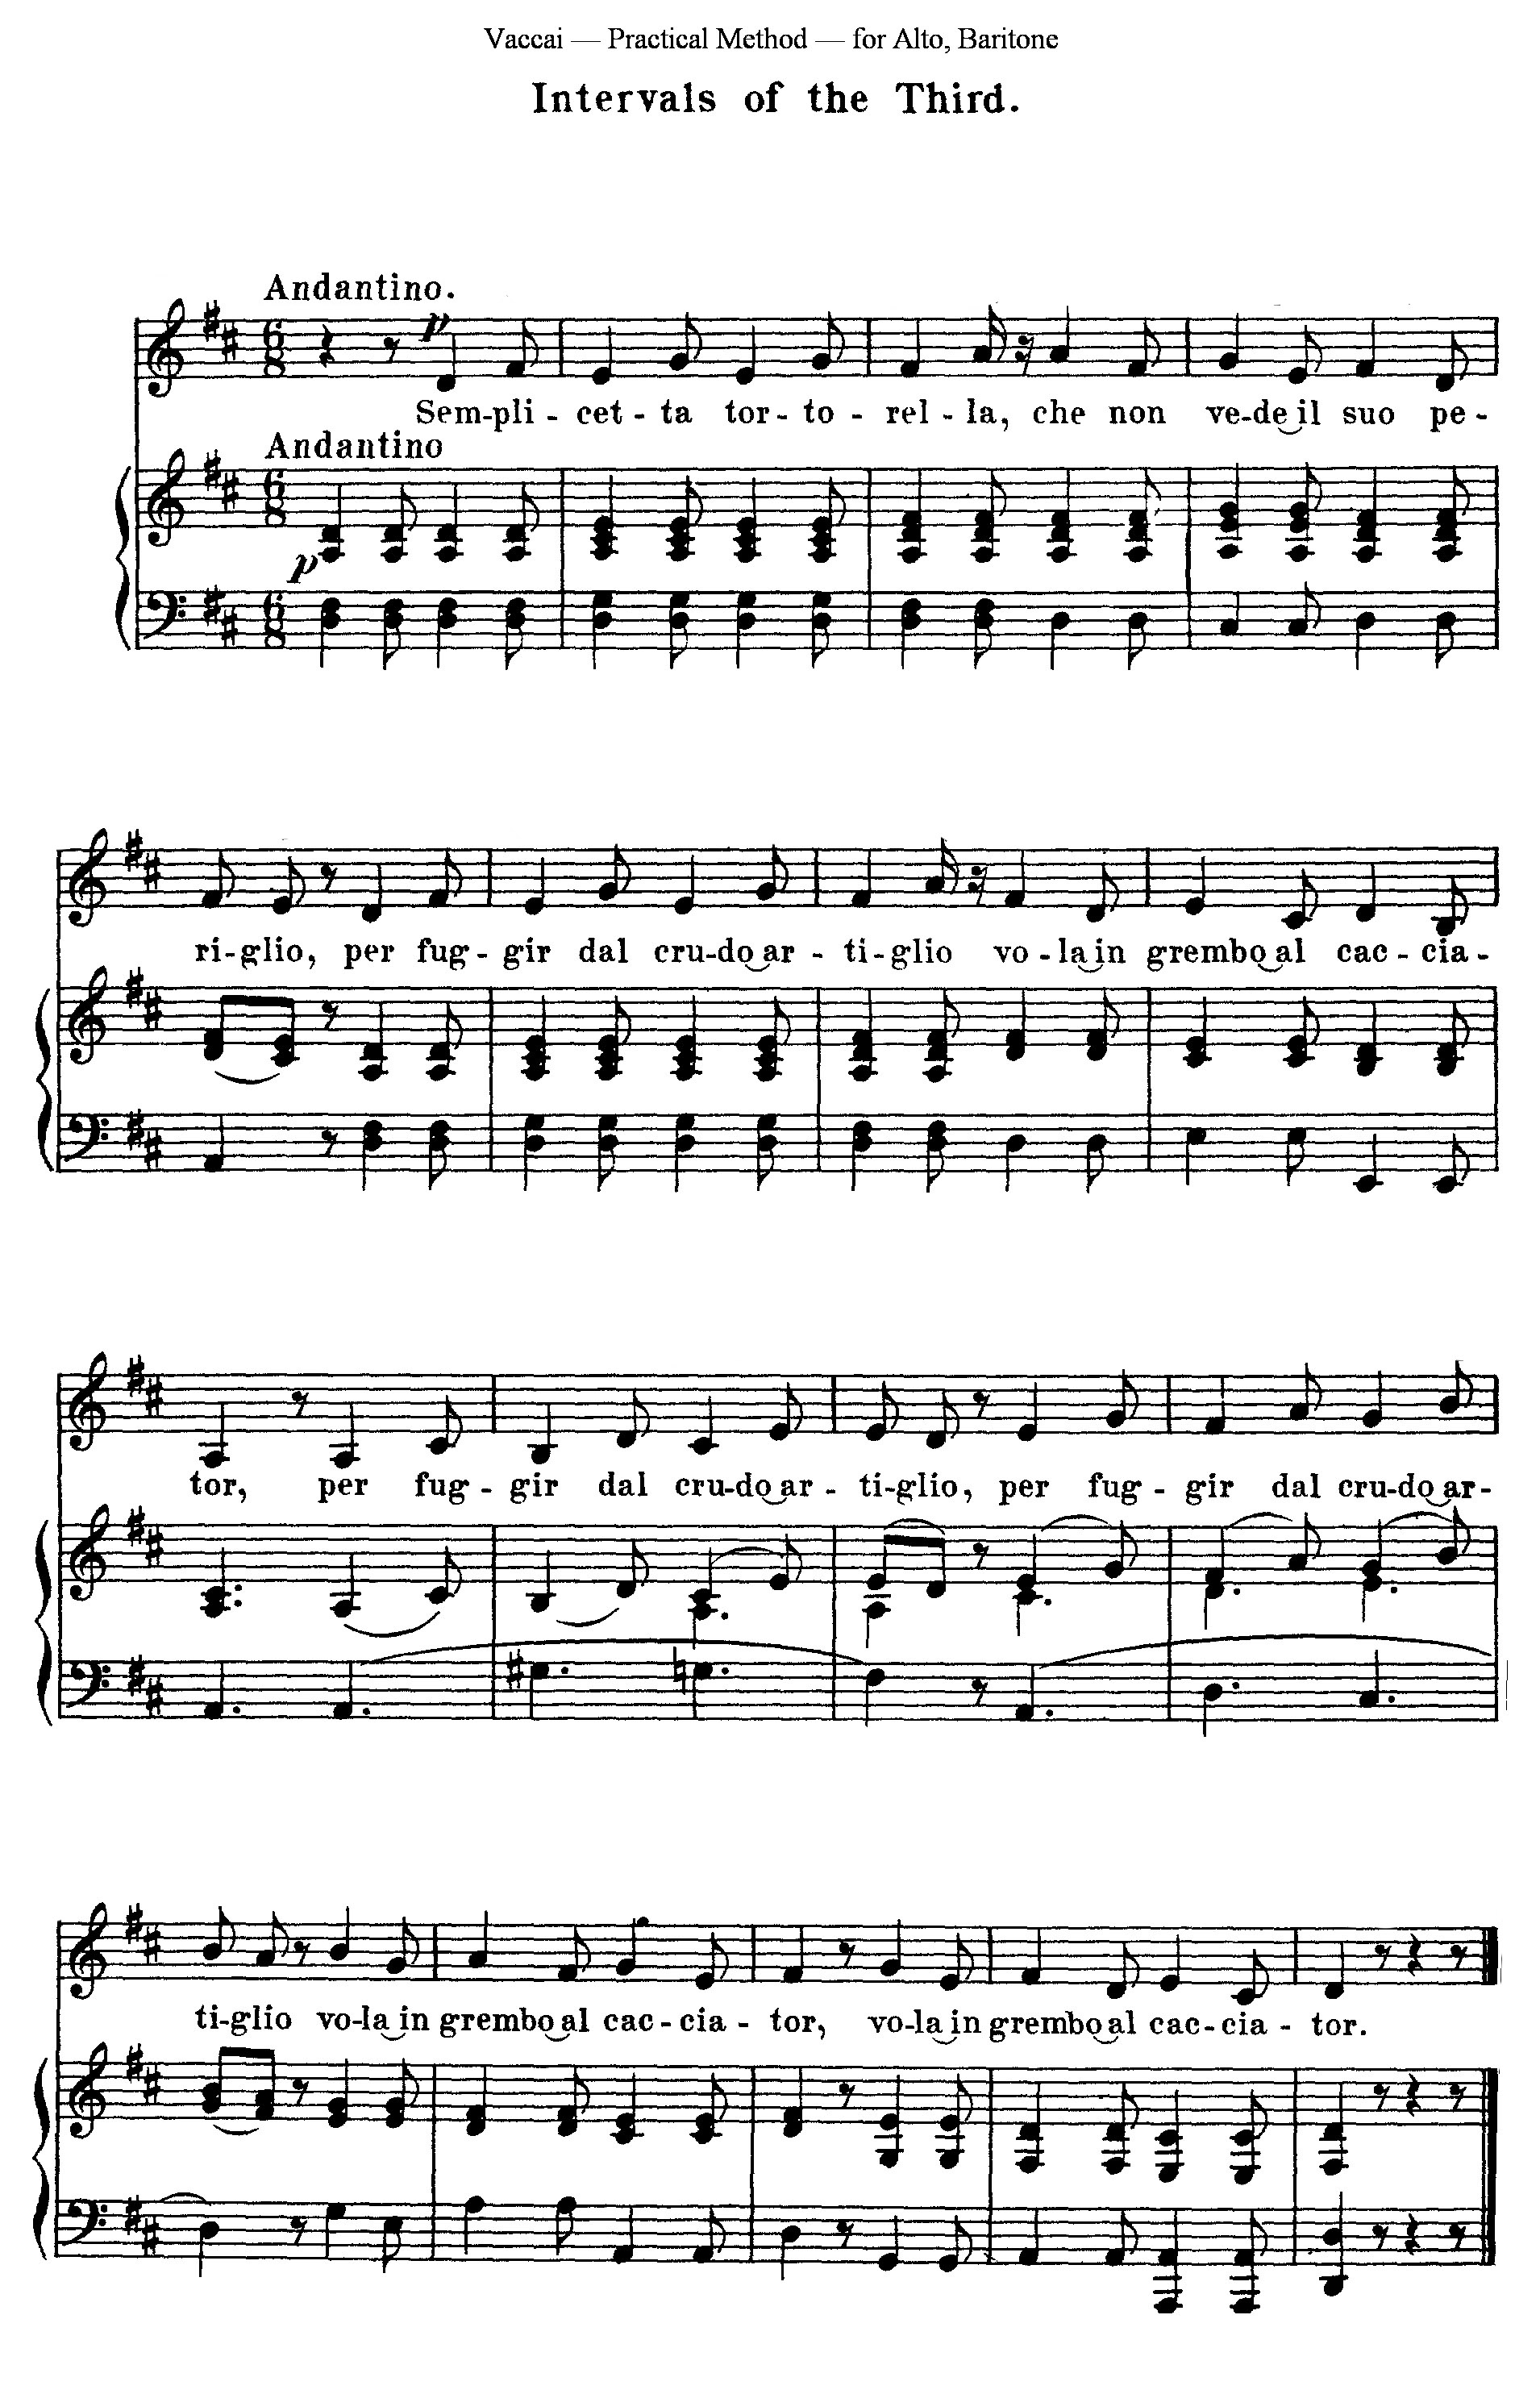 Vaccai — Practical Method — for Alto, Baritone
Intervals of the Third.
Andantino.
p
6
8
Sem-pli - cet - ta tor - to - rel - la, che non ve-de il suo pe -
Andantino
6
8
p
6
8
ri-glio, per fug - gir dal cru-do ar - ti-glio vo-la in grembo al cac-cia -
tor, per fug - gir dal cru-do ar - ti-glio, per fug - gir dal cru-do ar -
ti-glio vo-la in grembo al cac-cia - tor, vo-la in grembo al cac-cia - tor.